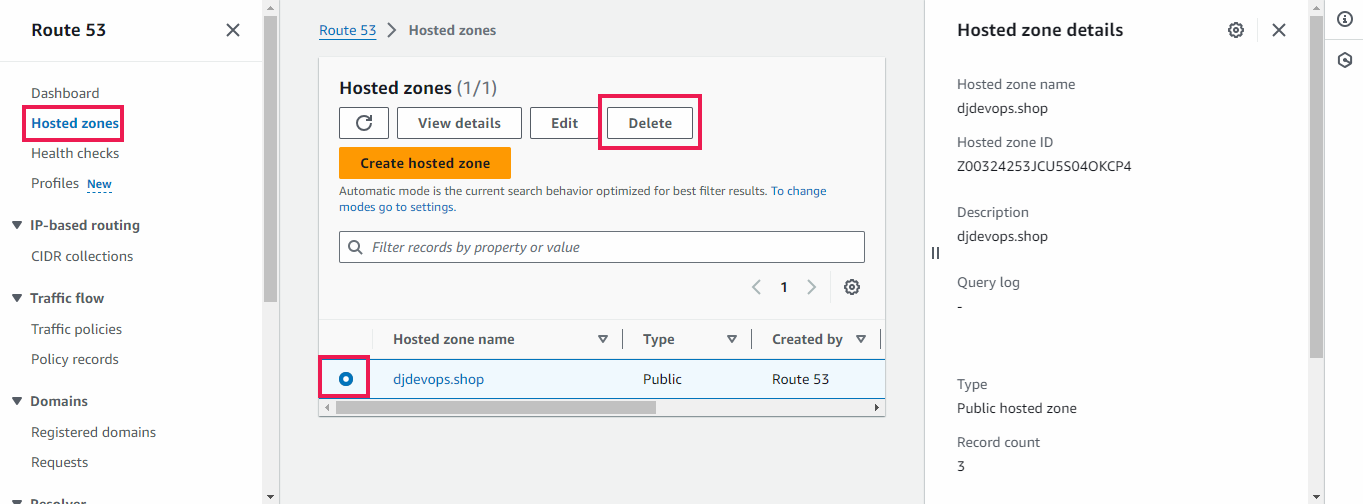 Route 53
Dashboard
Hosted zones
Health checks
Profiles New
IP-based routing
CIDR collections
Traffic flow
Traffic policies
Policy records
Domains
Registered domains
Requests
Resolver
Route 53 Hosted zones
Hosted zones (1/1)
View details Edit Delete
Create hosted zone
Automatic mode is the current search behavior optimized for best filter results. To change
modes go to settings.
Filter records by property or value
1
Hosted zone name Type Created by
djdevops.shop Public Route 53
Hosted zone details
Hosted zone name
djdevops.shop
Hosted zone ID
Z00324253JCU5S04OKCP4
Description
djdevops.shop
Query log
-
Type
Public hosted zone
Record count
3